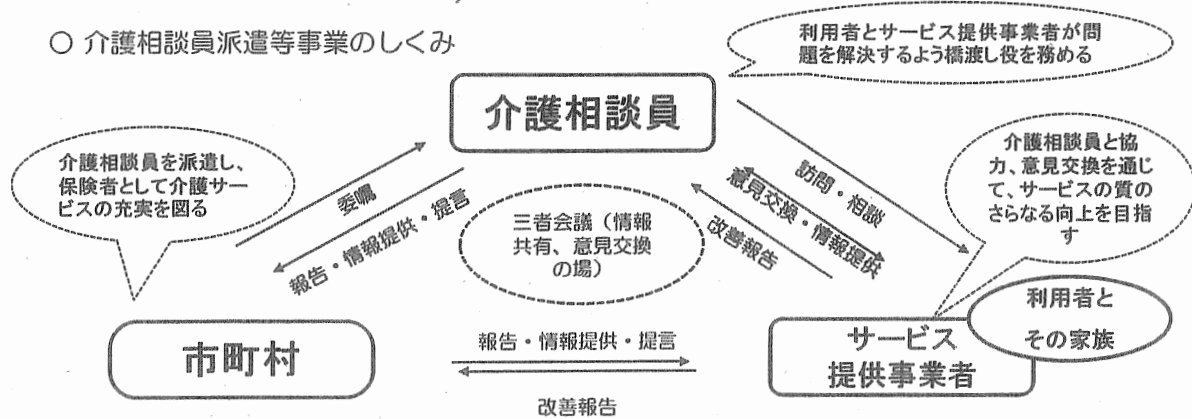 ○ 介護相談員派遣等事業のしくみ
利用者とサービス提供事業者が問
題を解決するよう橋渡し役を務める
介護相談員
介護相談員を派遣し、
保険者として介護サー
ビスの充実を図る
委嘱
報告・情報提供・提言
三者会議（情報
共有、意見交換
の場）
訪問・相談
意見交換・情報提供
改善報告
介護相談員と協
力、意見交換を通じ
て、サービスの質の
さらなる向上を目指
す
利用者と
その家族
市町村
報告・情報提供・提言
改善報告
サービス
提供事業者